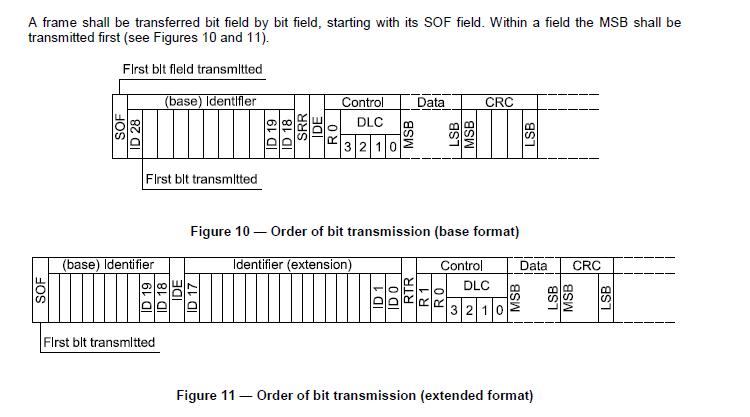 A frame shall be transferred bit field by bit field, starting with its SOF field. Within a field the MSB shall be
transmitted first (see Figures 10 and 11).
First bit field transmitted
(base) Identifier
Control
Data
CRC
SOF
ID 28
ID 19
ID 18
SRR
IDE
R 0
DLC
3 2 1 0
MSB
LSB
MSB
LSB
First bit transmitted
Figure 10 — Order of bit transmission (base format)
(base) Identifier
Identifier (extension)
Control
Data
CRC
SOF
ID 19
ID 18
IDE
ID 17
ID 1
ID 0
RTR
R 1
R 0
DLC
3 2 1 0
MSB
LSB
MSB
LSB
First bit transmitted
Figure 11 — Order of bit transmission (extended format)